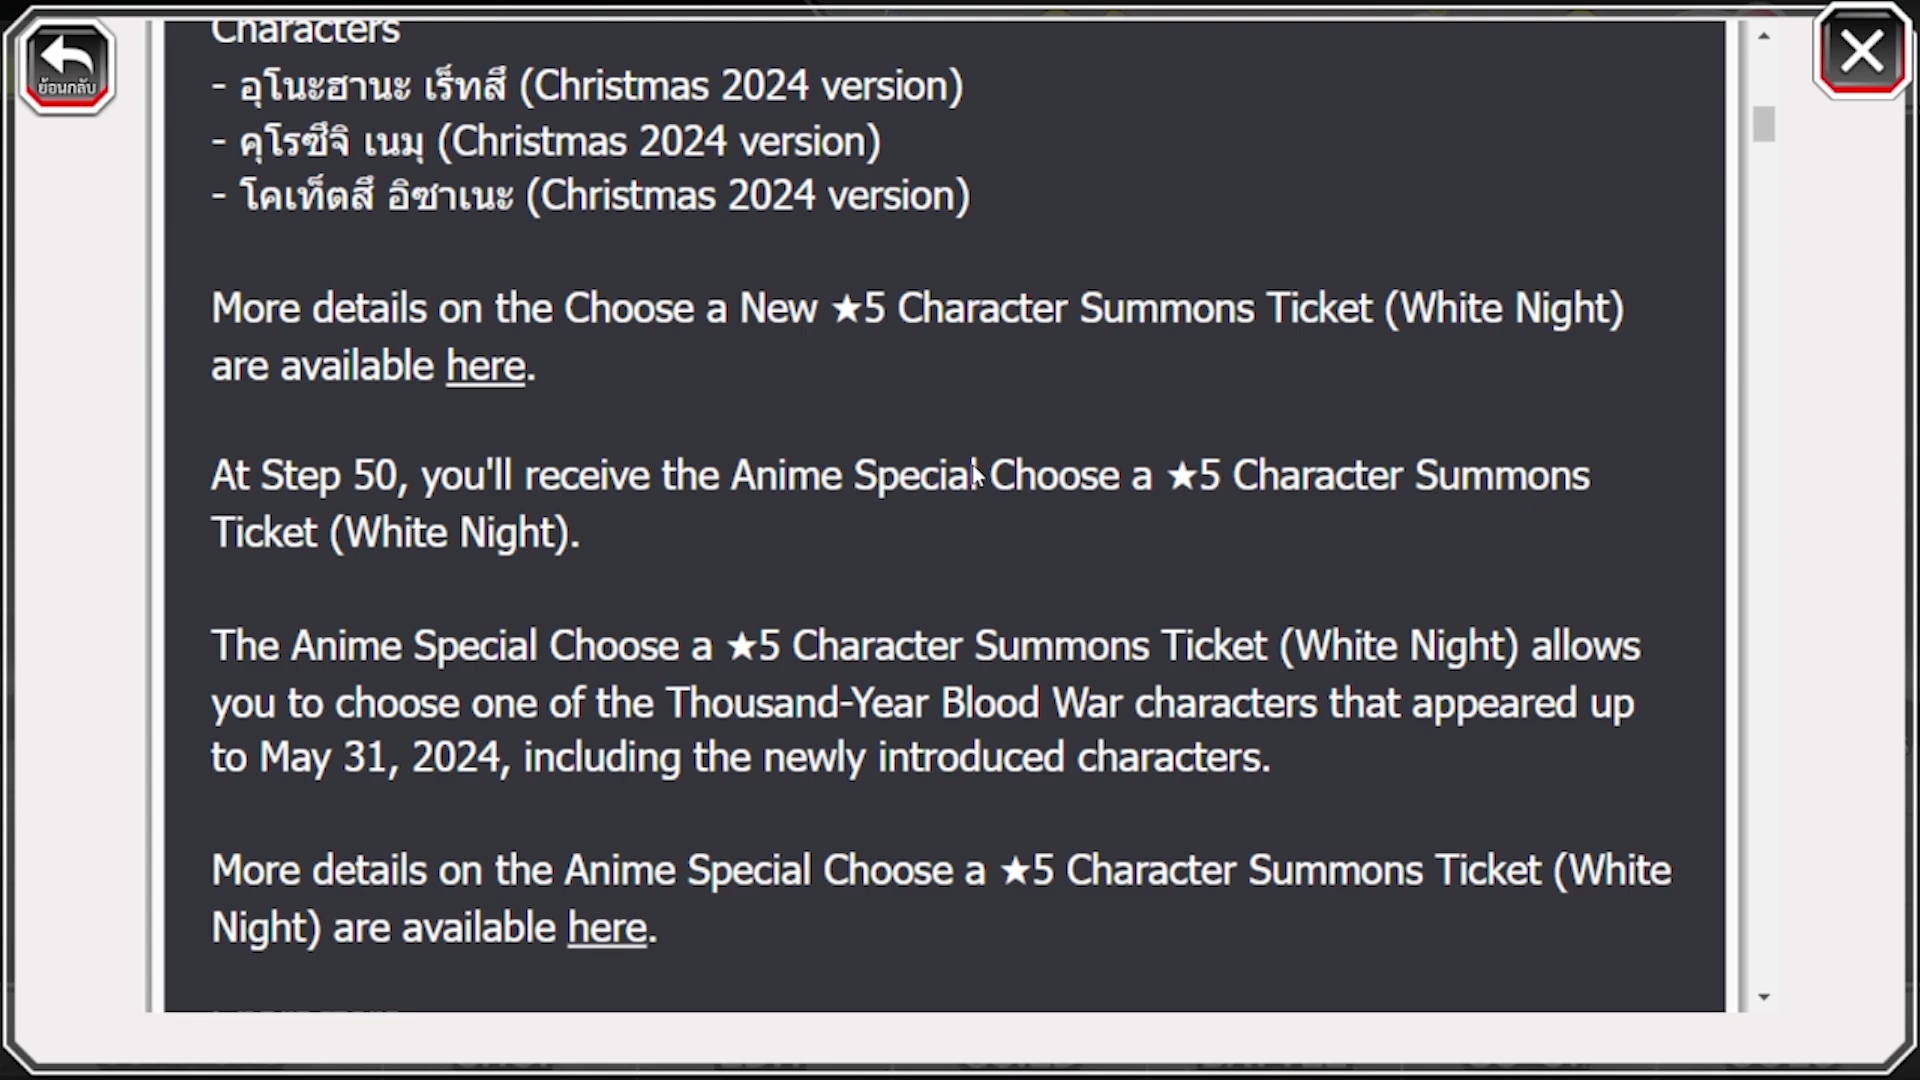 Characters
ย้อนกลับ
- อุโนะฮานะ เร็ทสึ (Christmas 2024 version)
- คุโรซึจิ เนมุ (Christmas 2024 version)
- โคเท็ตสึ อิซาเนะ (Christmas 2024 version)
More details on the Choose a New ★5 Character Summons Ticket (White Night)
are available here.
At Step 50, you'll receive the Anime Special Choose a ★5 Character Summons
Ticket (White Night).
The Anime Special Choose a ★5 Character Summons Ticket (White Night) allows
you to choose one of the Thousand-Year Blood War characters that appeared up
to May 31, 2024, including the newly introduced characters.
More details on the Anime Special Choose a ★5 Character Summons Ticket (White
Night) are available here.